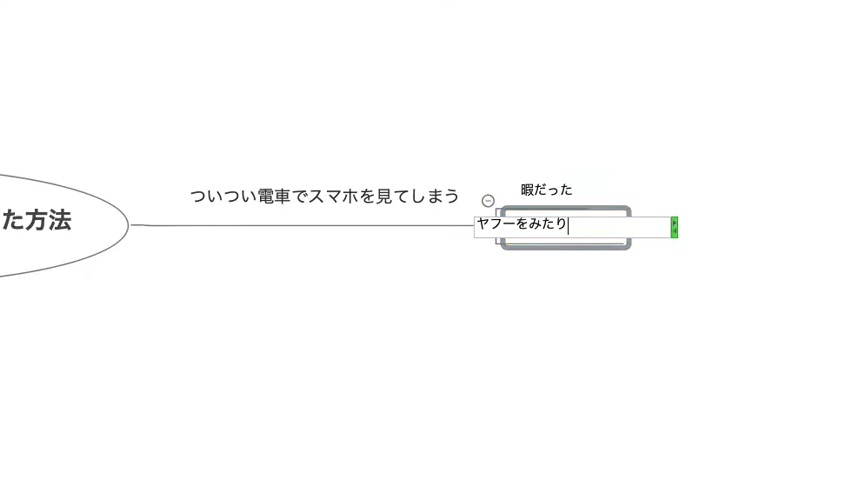 た方法
ついつい電車でスマホを見てしまう
暇だった
ヤフーをみたり